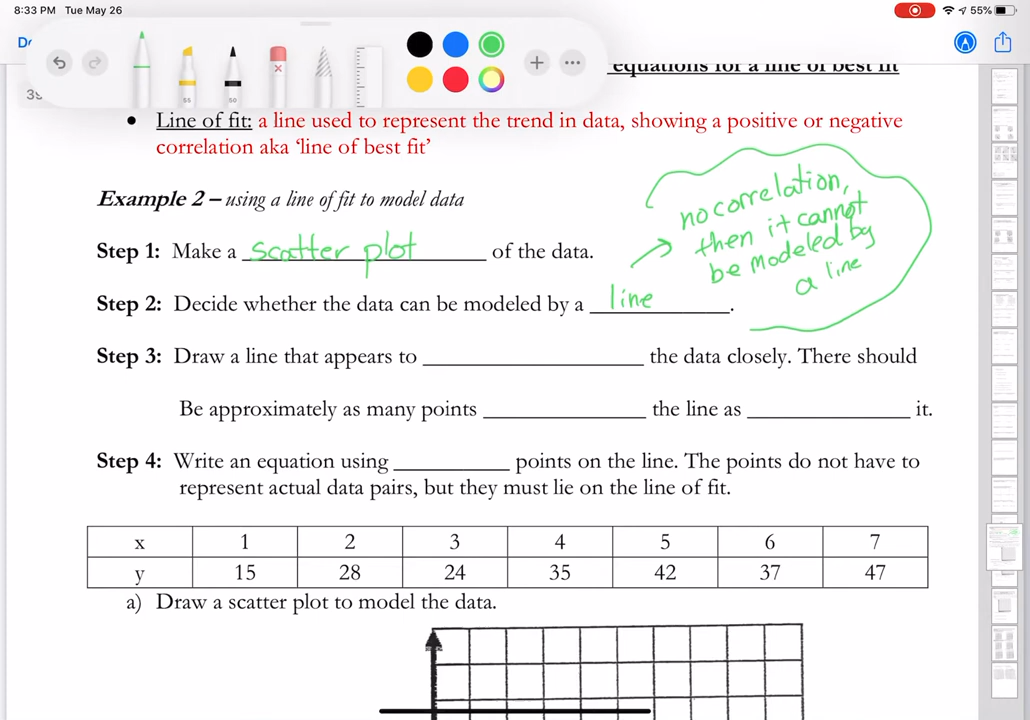 8:33 PM Tue May 26
55%
55
50
equations for a line of best fit
• Line of fit: a line used to represent the trend in data, showing a positive or negative
correlation aka ‘line of best fit’
Example 2 – using a line of fit to model data
no correlation,
then it cannot
be modeled by
a line
Step 1: Make a scatter plot of the data.
Step 2: Decide whether the data can be modeled by a line.
Step 3: Draw a line that appears to ____________ the data closely. There should
Be approximately as many points ____________ the line as ____________ it.
Step 4: Write an equation using ____________ points on the line. The points do not have to
represent actual data pairs, but they must lie on the line of fit.
x 1 2 3 4 5 6 7
y 15 28 24 35 42 37 47
a) Draw a scatter plot to model the data.